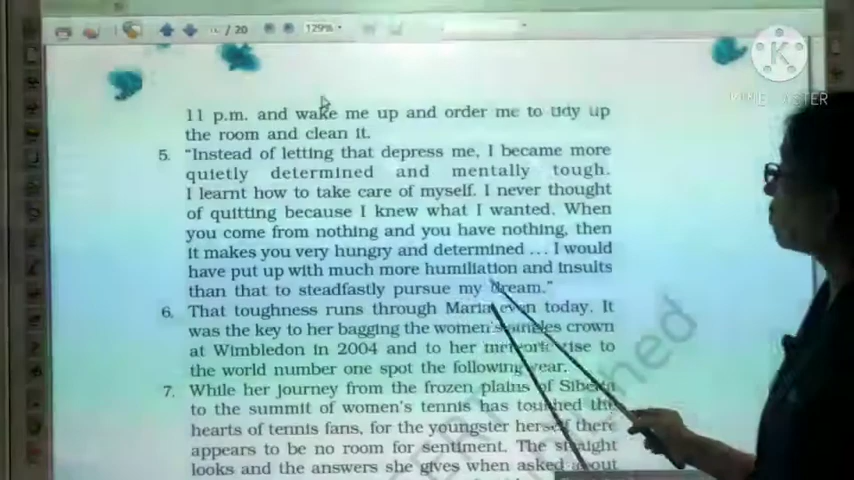 / 20
129%
KINEMASTER
11 p.m. and wake me up and order me to tidy up
the room and clean it.
5. "Instead of letting that depress me, I became more
quietly determined and mentally tough.
I learnt how to take care of myself. I never thought
of quitting because I knew what I wanted. When
you come from nothing and you have nothing, then
it makes you very hungry and determined ... I would
have put up with much more humiliation and insults
than that to steadfastly pursue my dream."
6. That toughness runs through Maria even today. It
was the key to her bagging the women's singles crown
at Wimbledon in 2004 and to her meteoric rise to
the world number one spot the following year.
7. While her journey from the frozen plains of Siberia
to the summit of women's tennis has touched the
hearts of tennis fans, for the youngster herself there
appears to be no room for sentiment. The straight
looks and the answers she gives when asked about